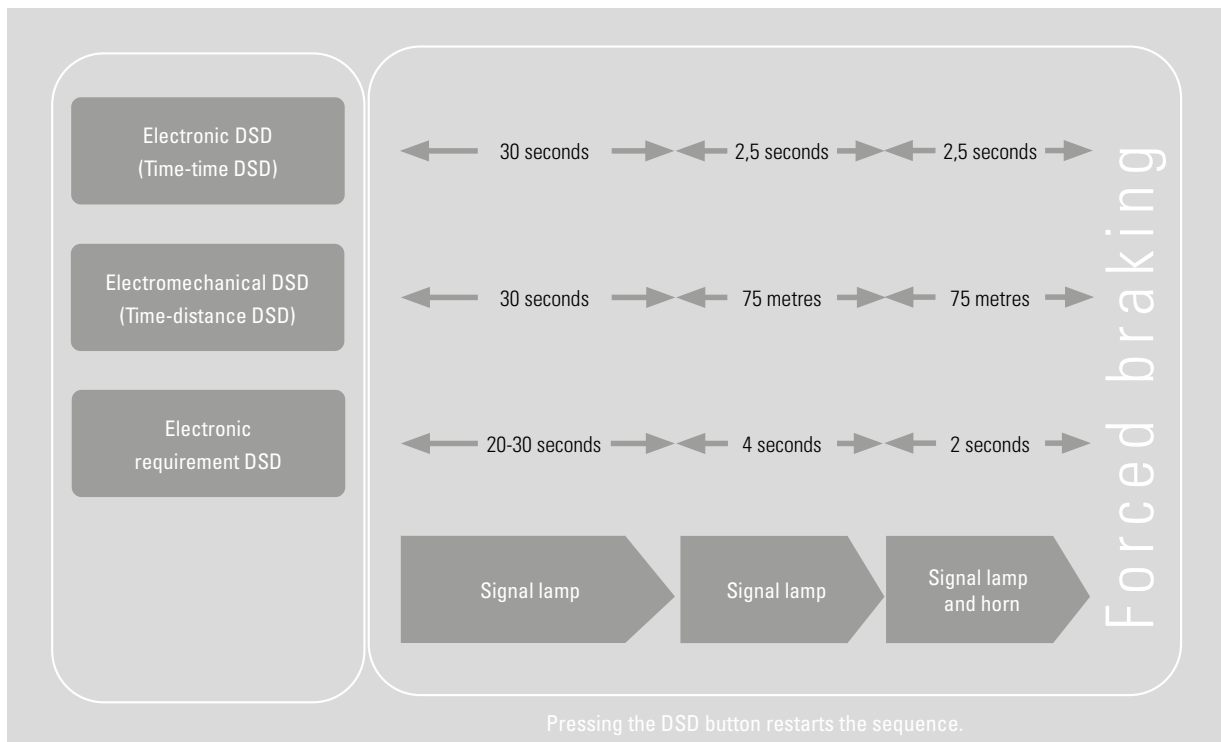 Electronic DSD
(Time-time DSD)
30 seconds
2,5 seconds
2,5 seconds
Electromechanical DSD
(Time-distance DSD)
30 seconds
75 metres
75 metres
Electronic
requirement DSD
20-30 seconds
4 seconds
2 seconds
Signal lamp
Signal lamp
Signal lamp
and horn
Forced braking
Pressing the DSD button restarts the sequence.